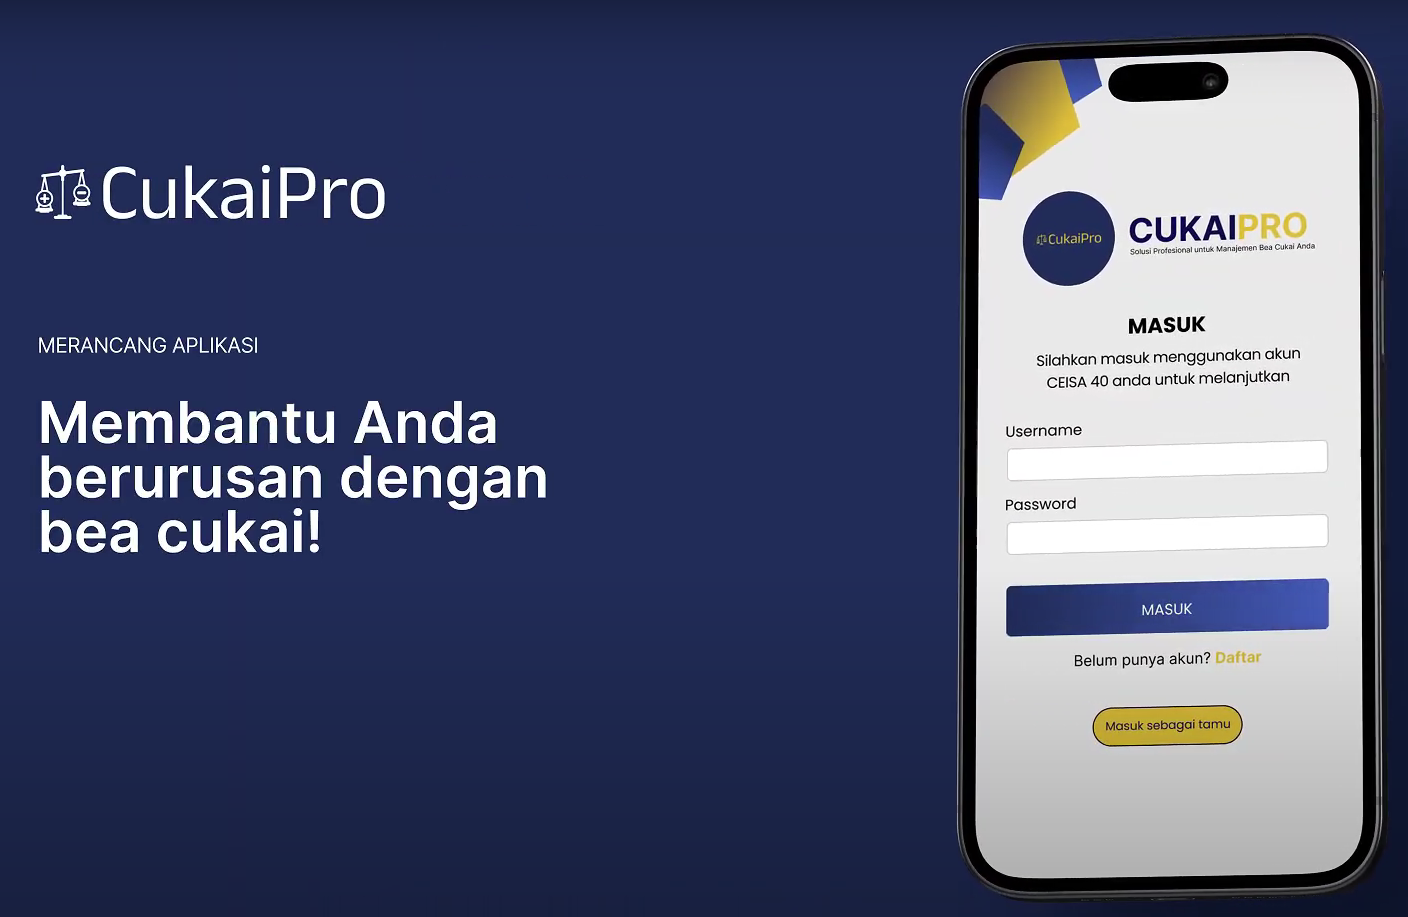 CukaiPro
MERANCANG APLIKASI
Membantu Anda
berurusan dengan
bea cukai!
CukaiPro
CUKAIPRO
Solusi Profesional untuk Manajemen Bea Cukai Anda
MASUK
Silahkan masuk menggunakan akun
CEISA 40 anda untuk melanjutkan
Username
Password
MASUK
Belum punya akun? Daftar
Masuk sebagai tamu